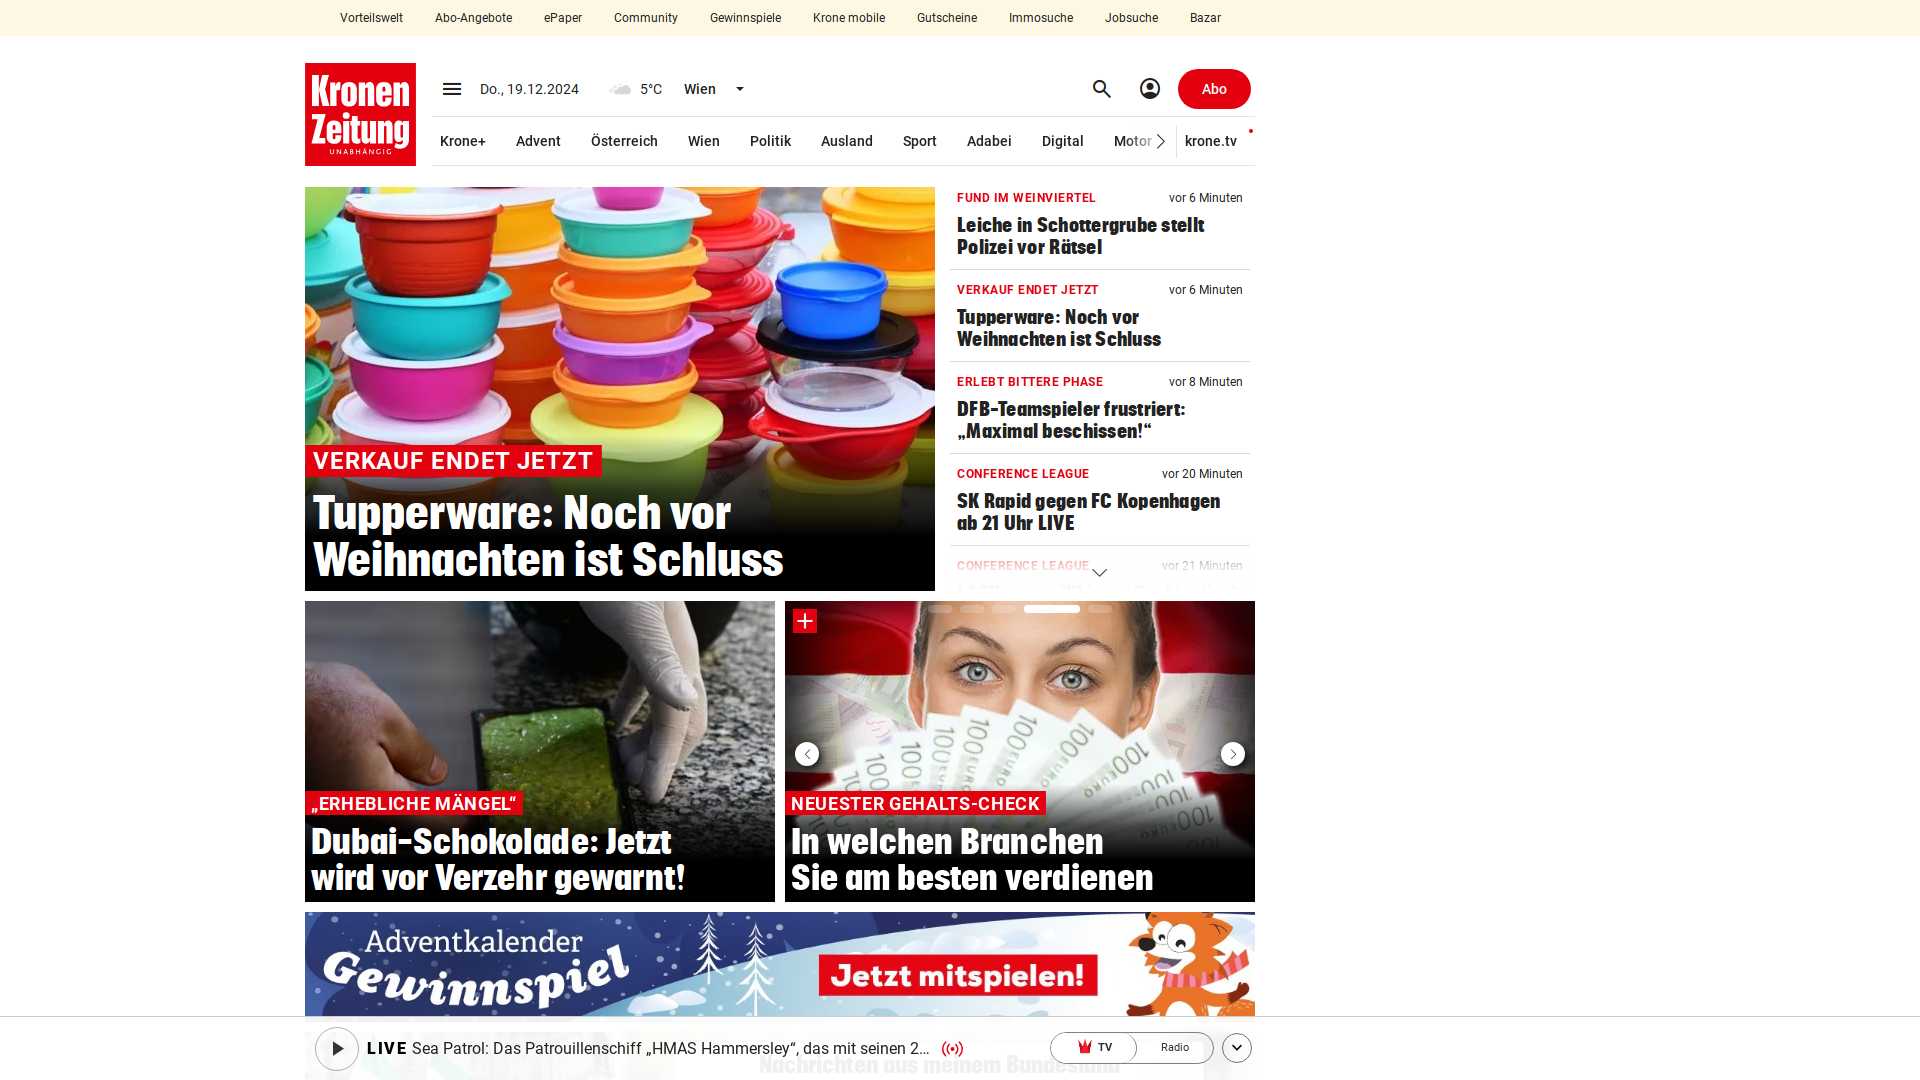 Vorteilswelt Abo-Angebote ePaper Community Gewinnspiele Krone mobile Gutscheine Immosuche Jobsuche Bazar
Kronen
Zeitung
UNABHÄNGIG
Do., 19.12.2024 5°C Wien Abo
Krone+ Advent Österreich Wien Politik Ausland Sport Adabei Digital Motor krone.tv
VERKAUF ENDET JETZT
Tupperware: Noch vor
Weihnachten ist Schluss
FUND IM WEINVIERTEL vor 6 Minuten
Leiche in Schottergrube stellt
Polizei vor Rätsel
VERKAUF ENDET JETZT vor 6 Minuten
Tupperware: Noch vor
Weihnachten ist Schluss
ERLEBT BITTERE PHASE vor 8 Minuten
DFB-Teamspieler frustriert:
„Maximal beschissen!“
CONFERENCE LEAGUE vor 20 Minuten
SK Rapid gegen FC Kopenhagen
ab 21 Uhr LIVE
CONFERENCE LEAGUE vor 21 Minuten
„ERHEBLICHE MÄNGEL“
Dubai-Schokolade: Jetzt
wird vor Verzehr gewarnt!
NEUESTER GEHALTS-CHECK
In welchen Branchen
Sie am besten verdienen
Adventkalender
Gewinnspiel
Jetzt mitspielen!
LIVE Sea Patrol: Das Patrouillenschiff „HMAS Hammersley“, das mit seinen 2... TV Radio
Nachrichten aus meinem Bundesland